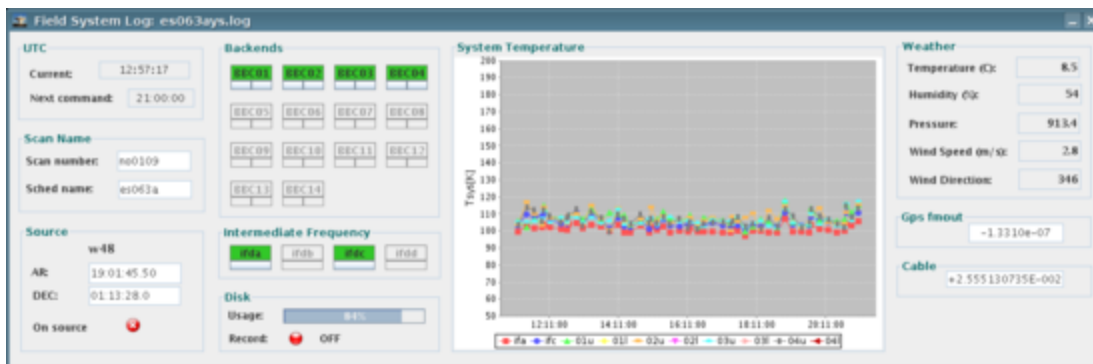 Field System Log: es063ays.log
UTC
Current: 12:57:17
Next command: 21:00:00
Scan Name
Scan number: no0109
Sched name: es063a
Source
w48
AR: 19:01:45.50
DEC: 01:13:28.0
On source
Backends
BBC01 BBC02 BBC03 BBC04
BBC05 BBC06 BBC07 BBC08
BBC09 BBC10 BBC11 BBC12
BBC13 BBC14
Intermediate Frequency
ifda ifdb ifdc ifdd
Disk
Usage: 84%
Record: OFF
System Temperature
Tsys[K]
200
190
180
170
160
150
140
130
120
110
100
90
80
70
60
50
12:11:00 14:11:00 16:11:00 18:11:00 20:11:00
ifa ifc 01u 01l 02u 02l 03u 03l 04u 04l
Weather
Temperature (C): 8.5
Humidity (%): 54
Pressure: 913.4
Wind Speed (m/s): 2.8
Wind Direction: 346
Gps fmout
-1.3310e-07
Cable
+2.555130735E-002